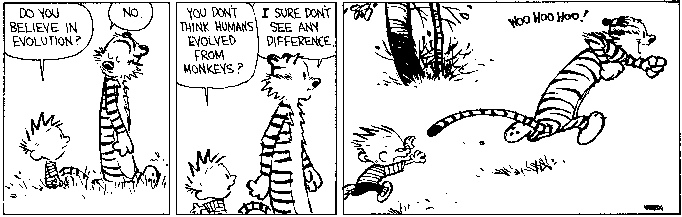 DO YOU
BELIEVE IN
EVOLUTION?
NO.
YOU DON'T
THINK HUMANS
EVOLVED
FROM
MONKEYS?
I SURE DON'T
SEE ANY
DIFFERENCE.
HOO HOO HOO!